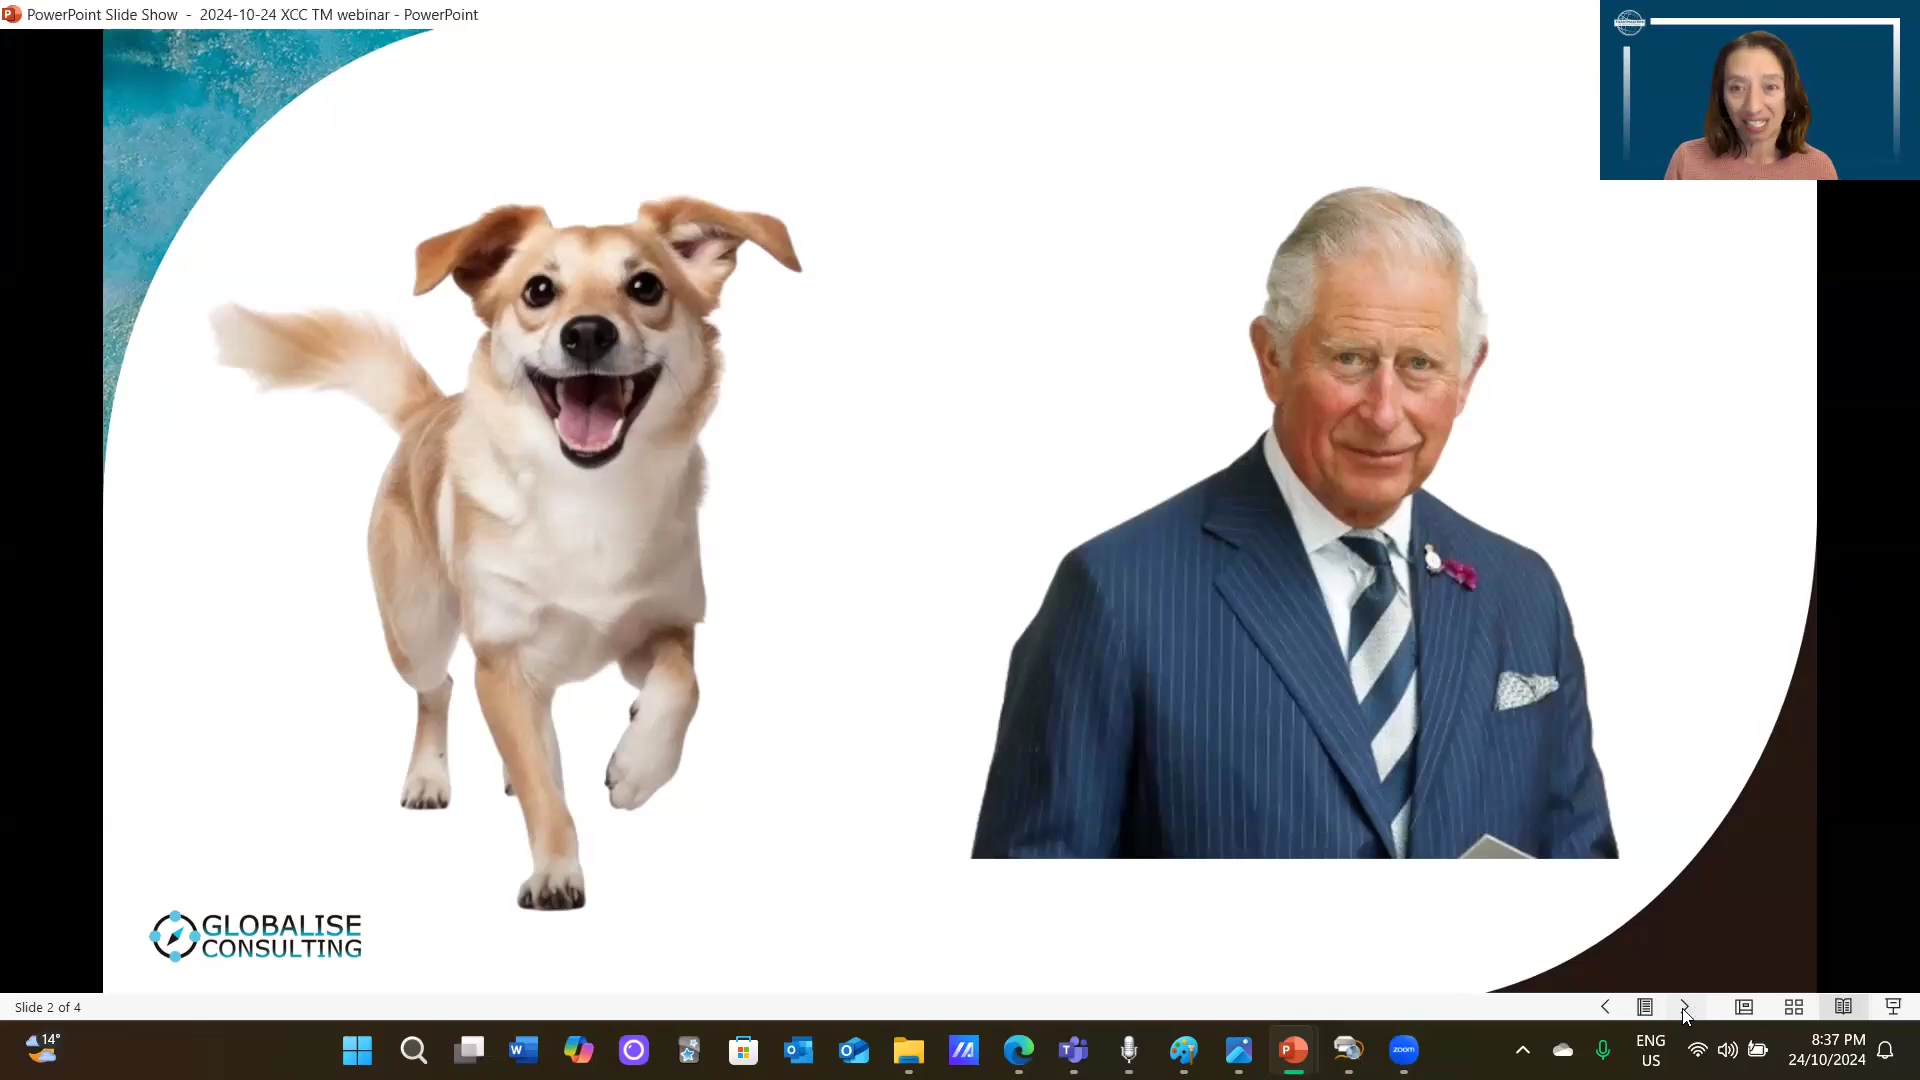 PowerPoint Slide Show - 2024-10-24 XCC TM webinar - PowerPoint
GLOBALISE
CONSULTING
Slide 2 of 4
14°
ENG
US
8:37 PM
24/10/2024
zoom